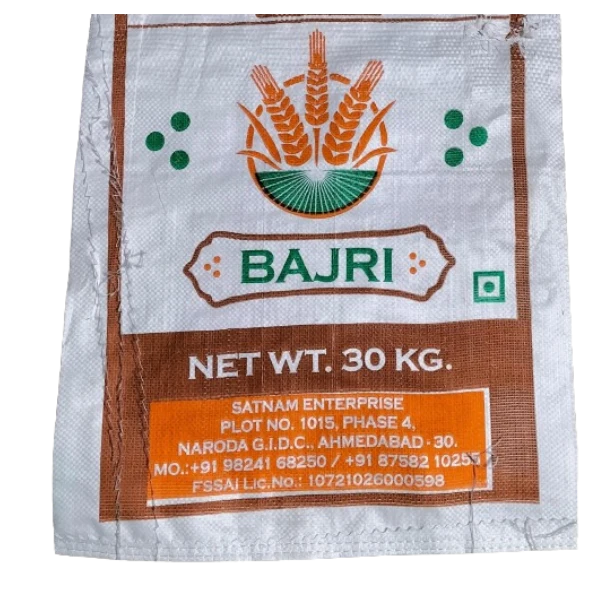 BAJRI
NET WT. 30 KG.
SATNAM ENTERPRISE
PLOT NO. 1015, PHASE 4,
NARODA G.I.D.C., AHMEDABAD - 30.
MO.:+91 98241 68250 / +91 87582 10255
FSSAI Lic.No.: 10721026000598